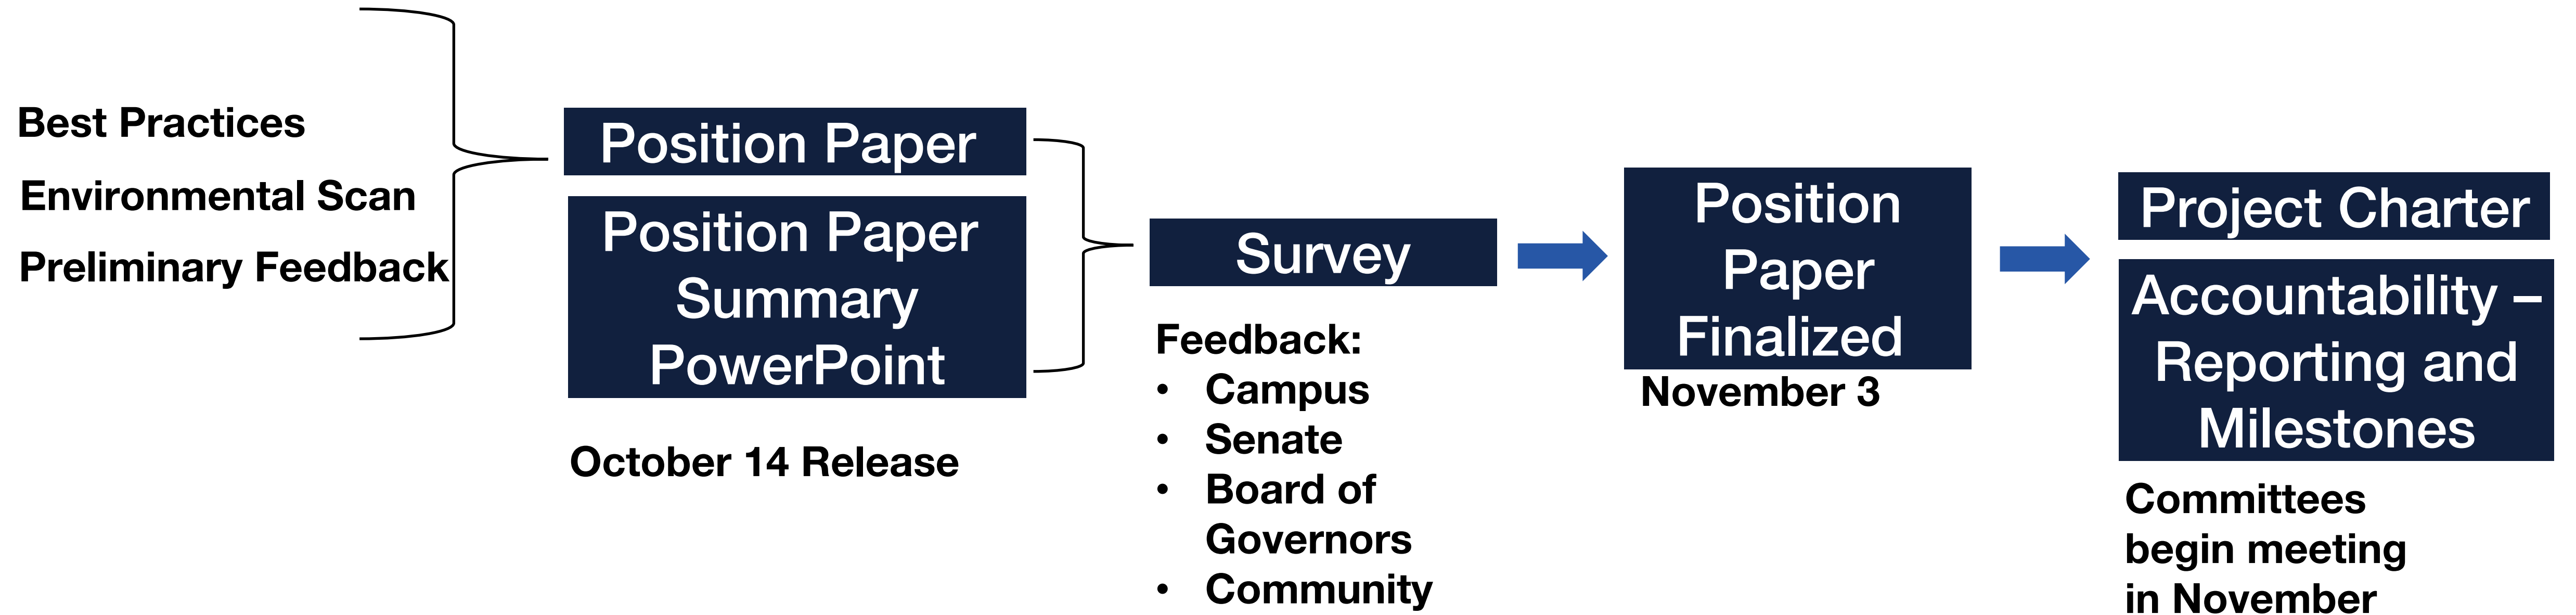 Best Practices
Environmental Scan
Preliminary Feedback
Position Paper
Position Paper
Summary
PowerPoint
October 14 Release
Survey
Feedback:
• Campus
• Senate
• Board of
Governors
• Community
Position
Paper
Finalized
November 3
Project Charter
Accountability –
Reporting and
Milestones
Committees
begin meeting
in November